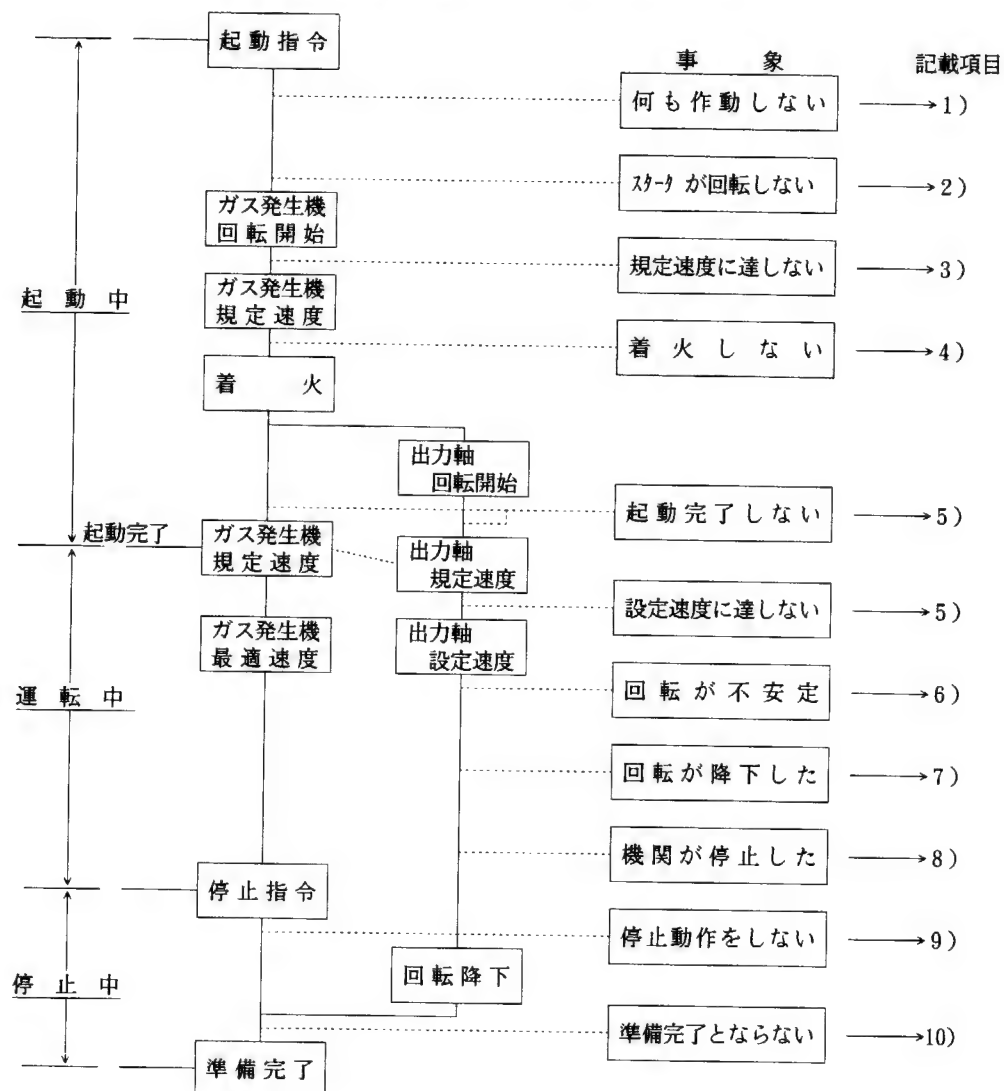 起動指令
事象
記載項目
何も作動しない
1)
ｽﾀｰﾀ が回転しない
2)
ガス発生機
回転開始
規定速度に達しない
3)
起動中
ガス発生機
規定速度
着火しない
4)
着火
出力軸
回転開始
起動完了しない
5)
起動完了
ガス発生機
規定速度
出力軸
規定速度
設定速度に達しない
5)
ガス発生機
最適速度
出力軸
設定速度
運転中
回転が不安定
6)
回転が降下した
7)
機関が停止した
8)
停止指令
停止動作をしない
9)
停止中
回転降下
準備完了とならない
10)
準備完了